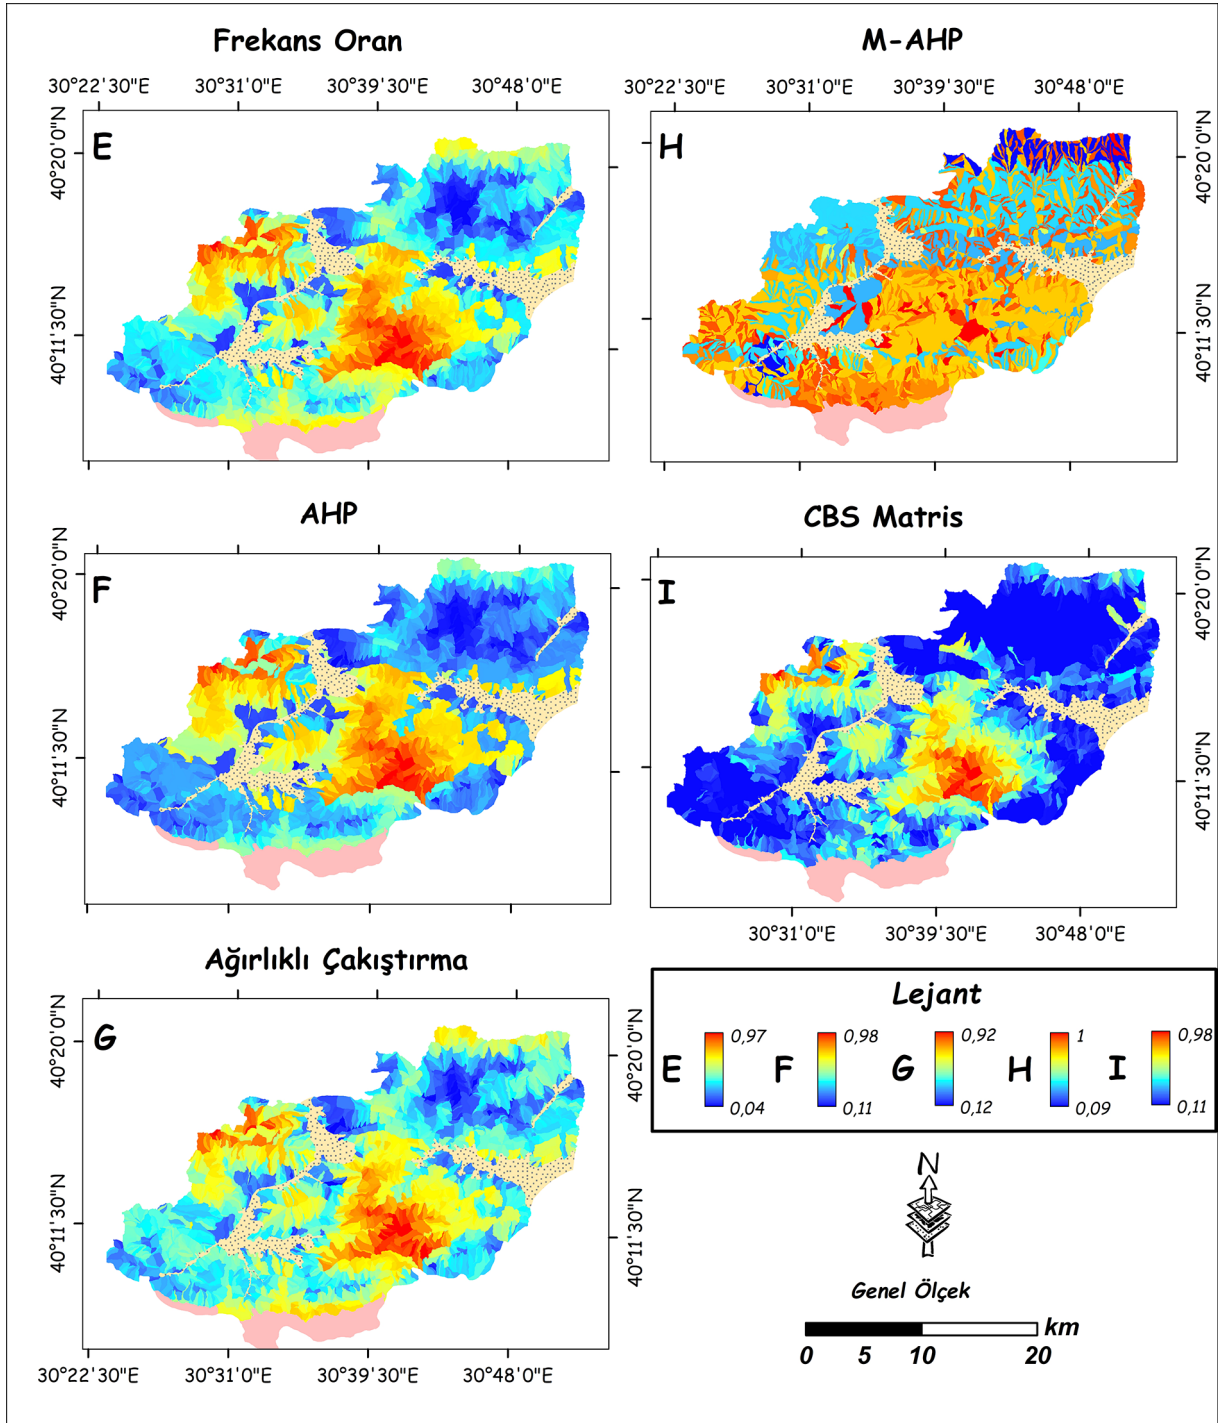 Frekans Oran
M-AHP
30°22'30"E 30°31'0"E 30°39'30"E 30°48'0"E
30°22'30"E 30°31'0"E 30°39'30"E 30°48'0"E
E
40°20'0"N
40°11'30"N
H
40°20'0"N
40°11'30"N
AHP
CBS Matris
F
40°20'0"N
40°11'30"N
I
40°20'0"N
40°11'30"N
30°31'0"E 30°39'30"E 30°48'0"E
Ağırlıklı Çakıştırma
G
40°20'0"N
40°11'30"N
40°20'0"N
40°11'30"N
30°22'30"E 30°31'0"E 30°39'30"E 30°48'0"E
Lejant
E 0,97 0,04
F 0,98 0,11
G 0,92 0,12
H 1 0,09
I 0,98 0,11
N
Genel Ölçek
km
0 5 10 20